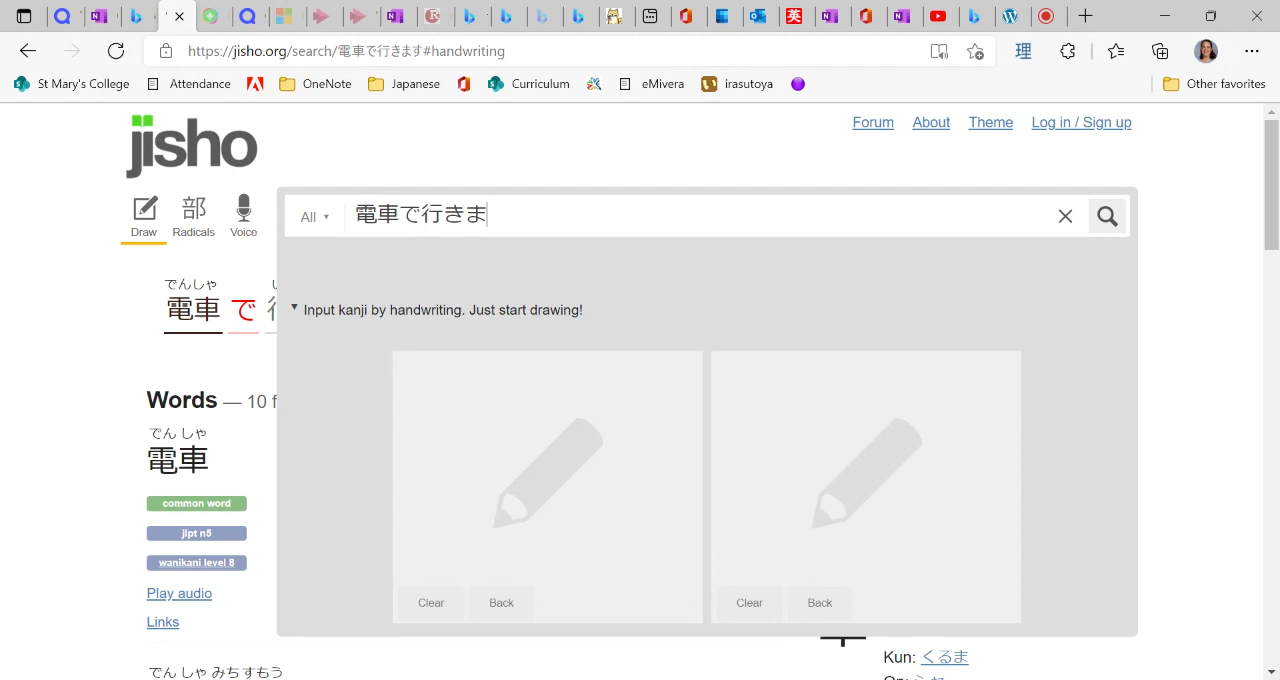 https://jisho.org/search/電車で行きます#handwriting
理
St Mary's College
Attendance
OneNote
Japanese
Curriculum
eMivera
irasutoya
Other favorites
英
jisho
Forum
About
Theme
Log in / Sign up
部
Draw
Radicals
Voice
All
電車で行きま
でんしゃ
電車 で
Input kanji by handwriting. Just start drawing!
Clear
Back
Clear
Back
Words — 10 f
でん しゃ
電車
common word
jlpt n5
wanikani level 8
Play audio
Links
でん しゃ みち すもう
Kun: くるま